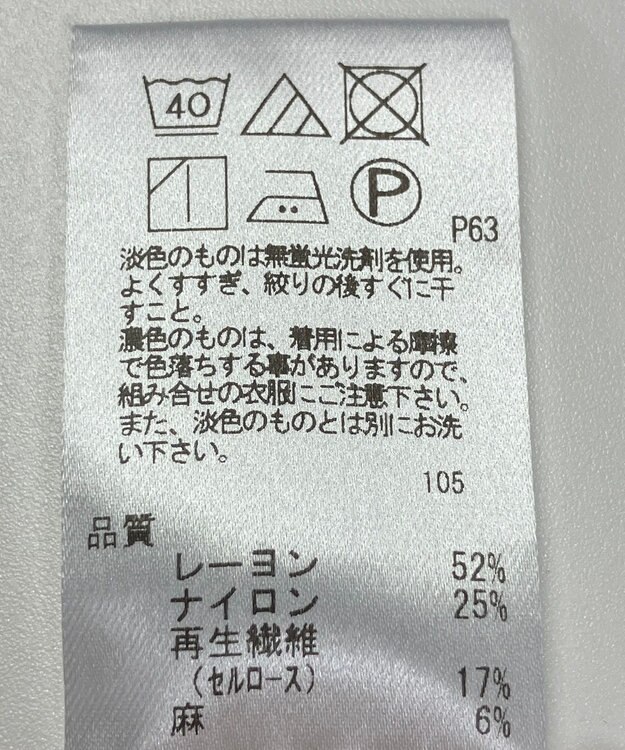 40
P
P63
淡色のものは無蛍光洗剤を使用。
よくすすぎ、絞りの後すぐに干
すこと。
濃色のものは、着用による摩擦
で色落ちする事がありますので、
組み合せの衣服にご注意下さい。
また、淡色のものとは別にお洗
い下さい。
105
品質
レーヨン 52%
ナイロン 25%
再生繊維
(セルロース) 17%
麻 6%